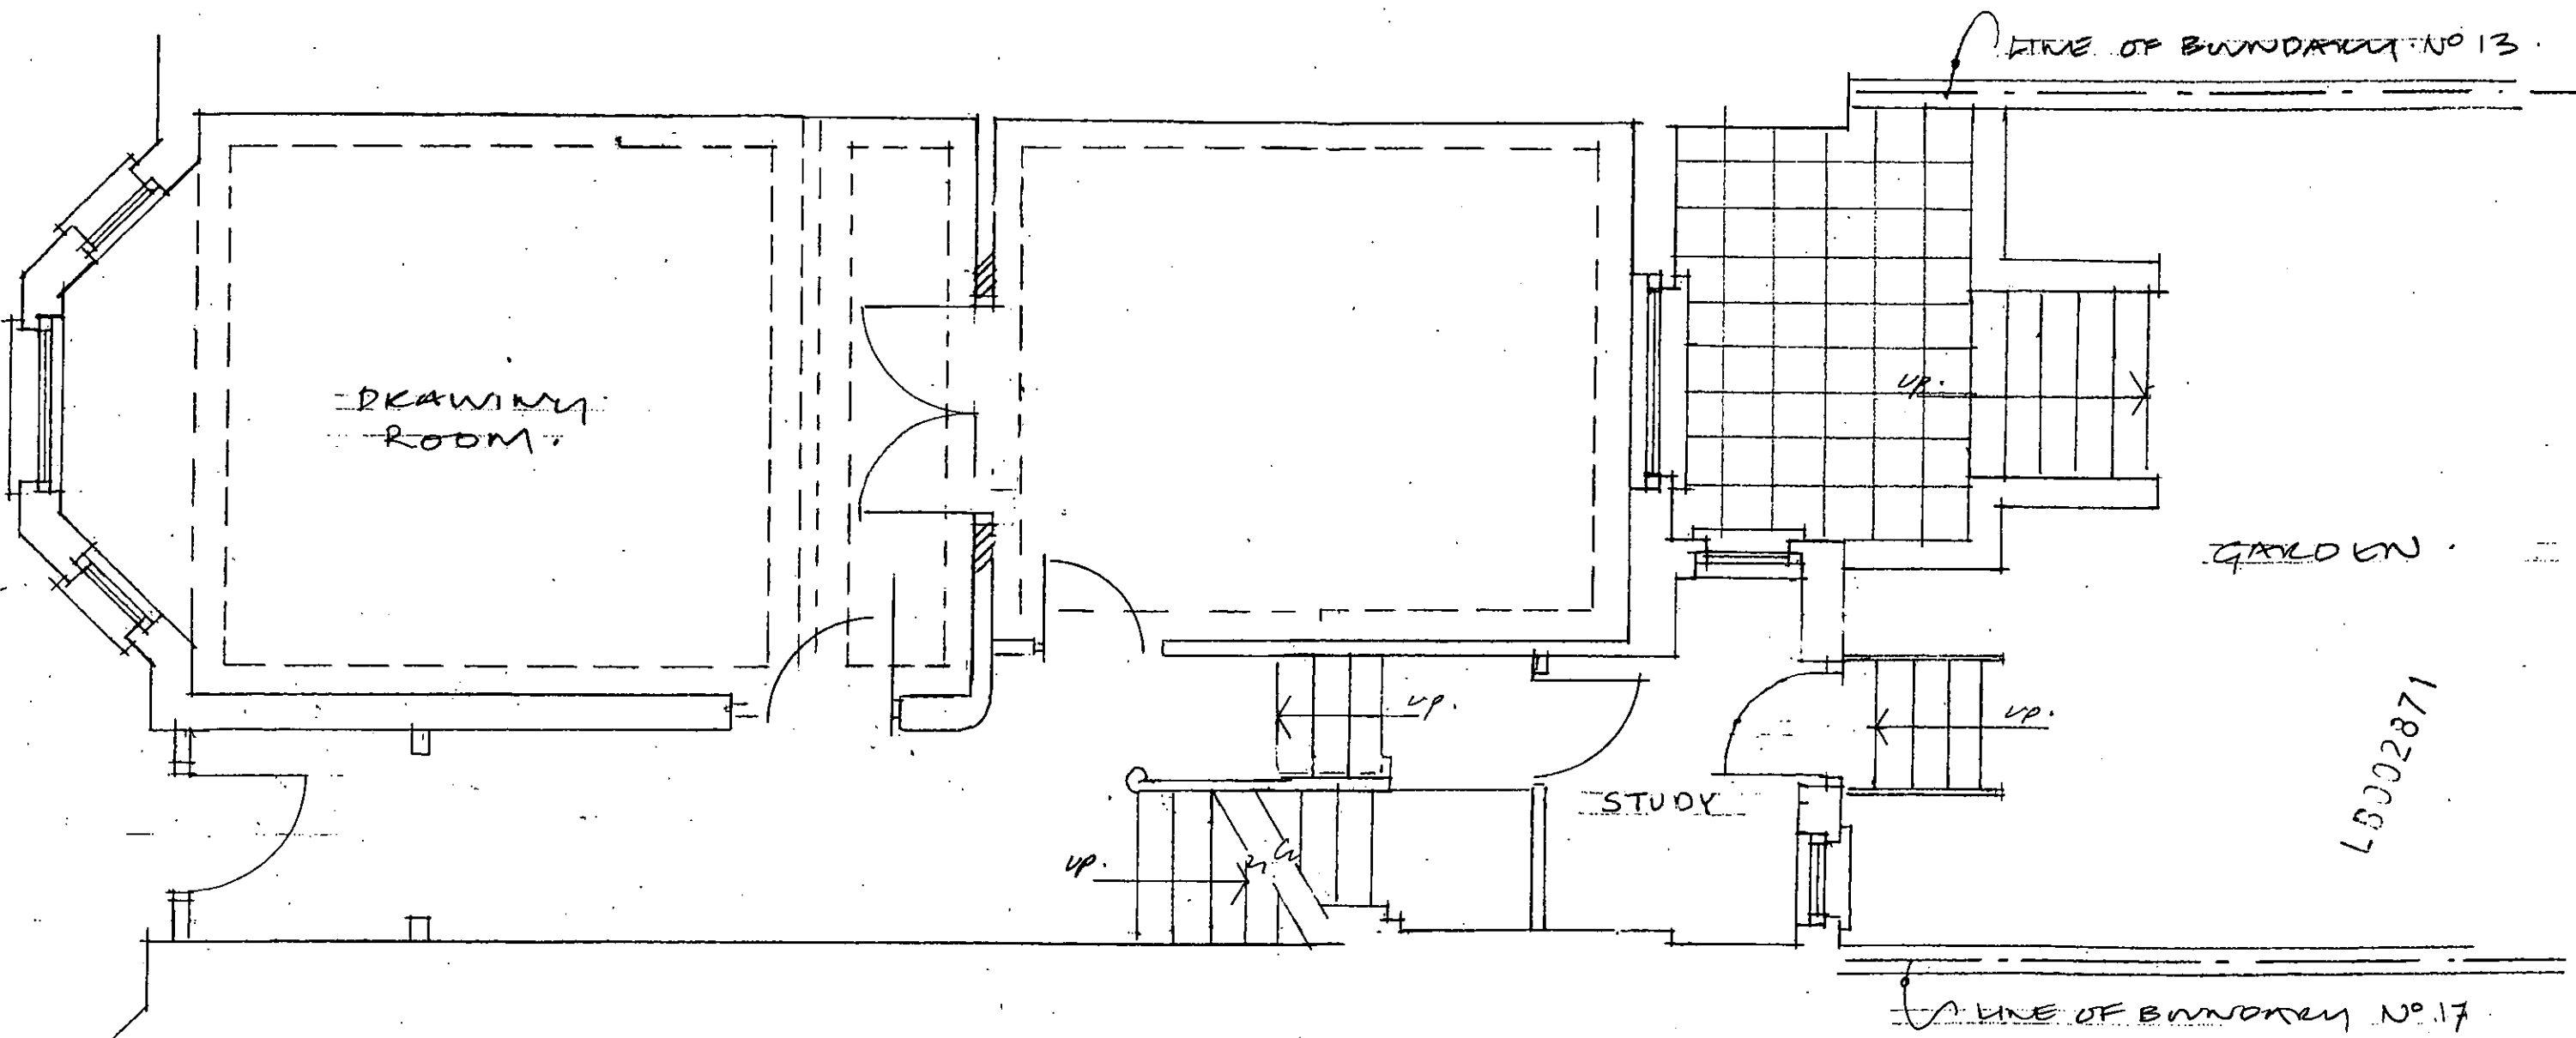 LINE OF BOUNDARY Nº 13.
DRAWING
ROOM.
up.
GARDEN.
up.
up.
STUDY
up.
LB002871
LINE OF BOUNDARY Nº 17